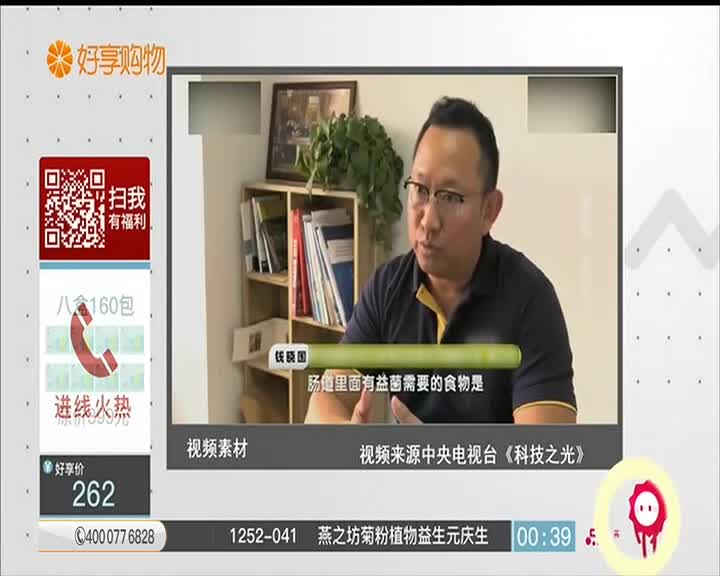 好享购物
扫我
有福利
八盒160包
进线火热
钱晓国
肠道里面有益菌需要的食物是
视频素材
视频来源中央电视台《科技之光》
¥好享价
262
400 077 6828
1252-041
燕之坊菊粉植物益生元庆生
00:39